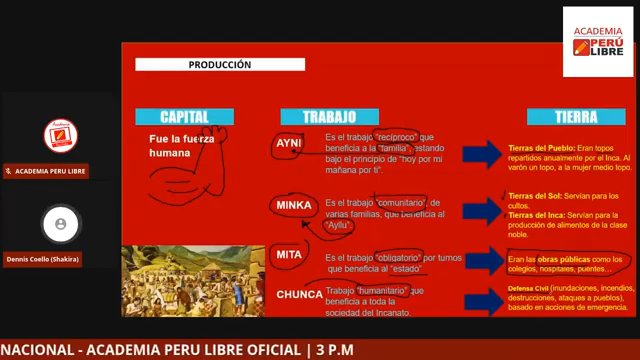 ACADEMIA
PERÚ
LIBRE
PRODUCCIÓN
CAPITAL
Fue la fuerza
humana
TRABAJO
AYNI
Es el trabajo "recíproco" que
beneficia a la "familia", estando
bajo el principio de "hoy por mi
mañana por ti".
MINKA
Es el trabajo "comunitario", de
varias familias, que beneficia al
"Ayllu".
MITA
Es el trabajo "obligatorio" por turnos
que beneficia al "estado"
CHUNCA
Trabajo "humanitario" que
beneficia a toda la
sociedad del Incanato.
TIERRA
Tierras del Pueblo: Eran topos
repartidos anualmente por el Inca. Al
varón un topo, a la mujer medio topo.
Tierras del Sol: Servían para los
cultos.
Tierras del Inca: Servían para la
producción de alimentos de la clase
noble.
Eran las obras públicas como los
colegios, hospitales, puentes...
Defensa Civil (inundaciones, incendios,
destrucciones, ataques a pueblos),
basado en acciones de emergencia.
ACADEMIA PERU LIBRE
Dennis Coello (Shakira)
NACIONAL - ACADEMIA PERU LIBRE OFICIAL | 3 P.M